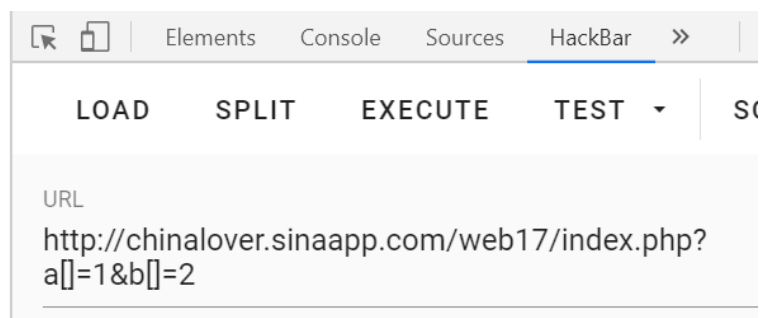 Elements Console Sources HackBar »
LOAD SPLIT EXECUTE TEST
URL
http://chinalover.sinaapp.com/web17/index.php?
a[]=1&b[]=2